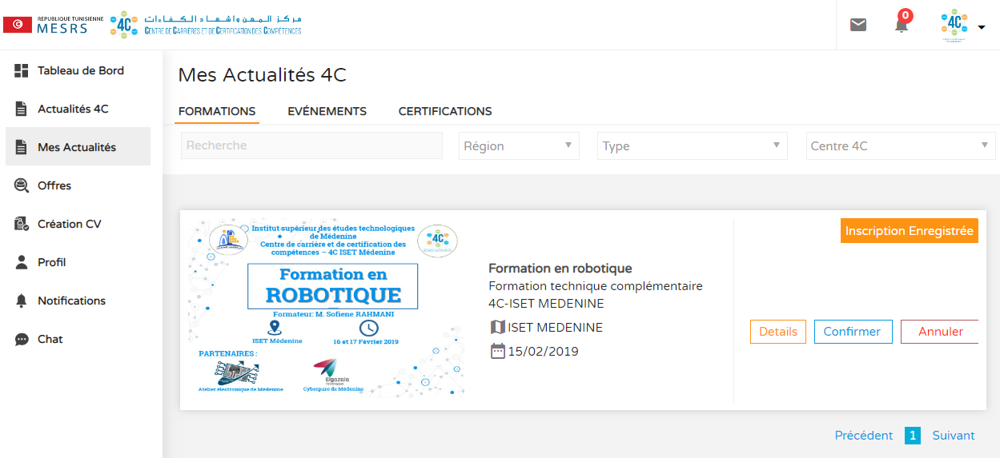 REPUBLIQUE TUNISIENNE
MESRS
4C
مركز المهن واشهاد الكفاءات
CENTRE DE CARRIÈRES ET DE CERTIFICATION DES COMPÉTENCES
0
4C
Tableau de Bord
Actualités 4C
Mes Actualités
Offres
Création CV
Profil
Notifications
Chat
Mes Actualités 4C
FORMATIONS
EVÉNEMENTS
CERTIFICATIONS
Recherche
Région
Type
Centre 4C
Institut supérieur des études technologiques
de Médenine
Centre de carrière et de certification des
compétences – 4C ISET Médenine
4C
Formation en
ROBOTIQUE
Formateur: M. Sofiene RAHMANI
ISET Médenine
16 et 17 Février 2019
PARTENAIRES :
Elgazala
Atelier électronique de Médenine
Cyberparc de Médenine
Formation en robotique
Formation technique complémentaire
4C-ISET MEDENINE
ISET MEDENINE
15/02/2019
Inscription Enregistrée
Details
Confirmer
Annuler
Précédent
1
Suivant